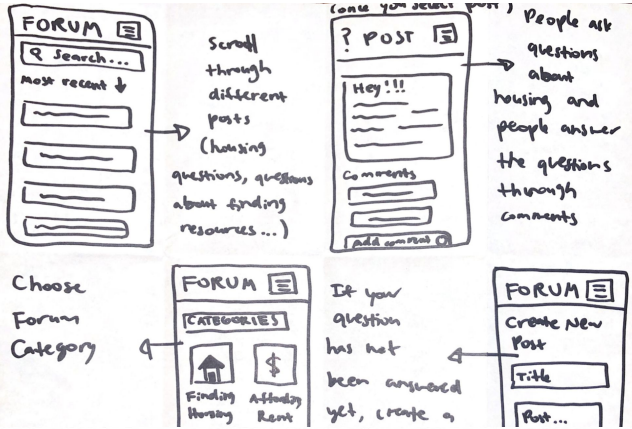 FORUM
Search...
most recent
Scroll
through
different
posts
(housing
questions, questions
about finding
resources...)
(once you select post)
? POST
Hey!!!
Comments
Add comment
People ask
questions
about
housing and
people answer
the questions
through
comments
Choose
Forum
Category
FORUM
CATEGORIES
Finding
Housing
$
Affording
Rent
If your
question
has not
been answered
yet, create a
FORUM
Create New
Post
Title
Post...